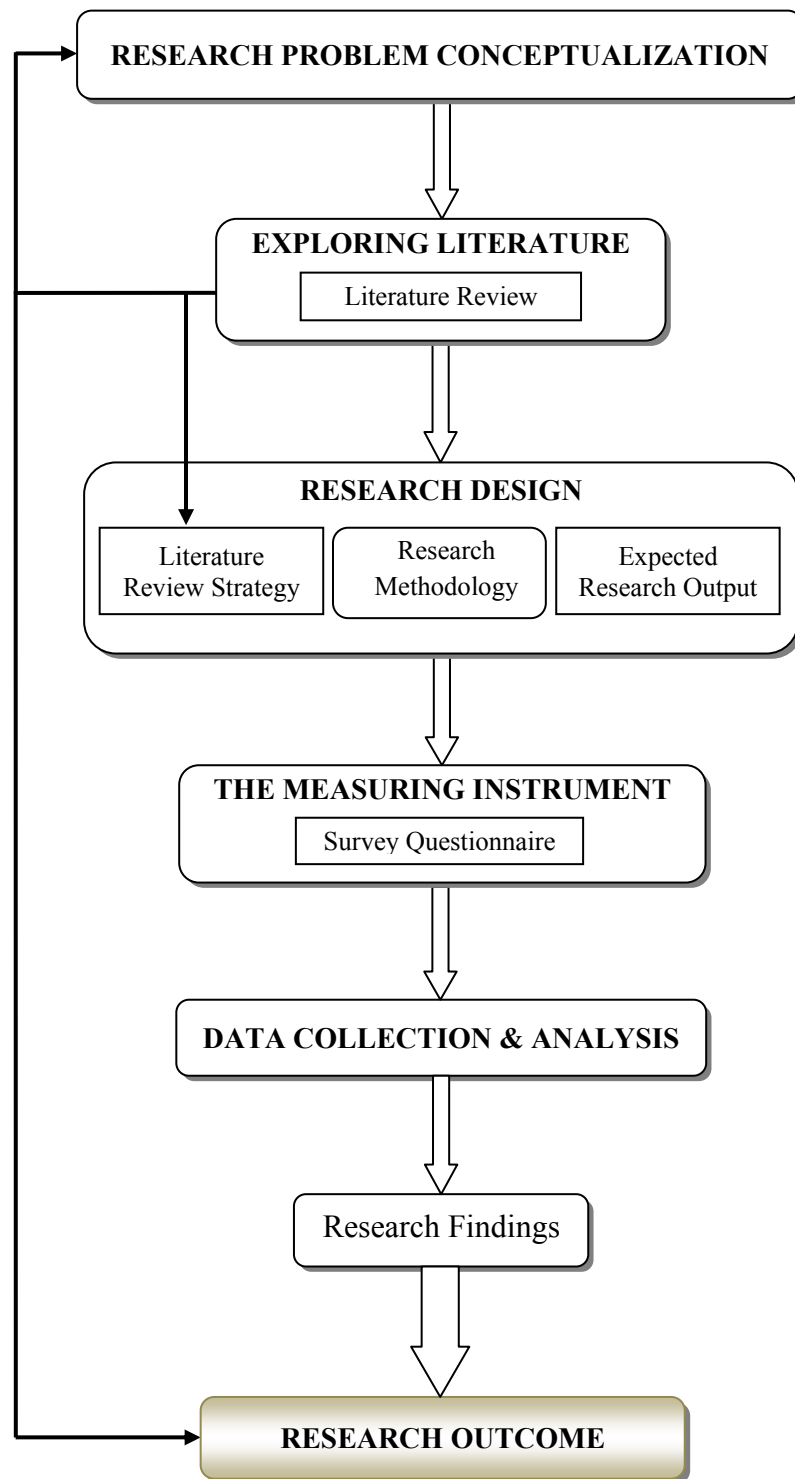 RESEARCH PROBLEM CONCEPTUALIZATION
EXPLORING LITERATURE
Literature Review
RESEARCH DESIGN
Literature
Review Strategy
Research
Methodology
Expected
Research Output
THE MEASURING INSTRUMENT
Survey Questionnaire
DATA COLLECTION & ANALYSIS
Research Findings
RESEARCH OUTCOME